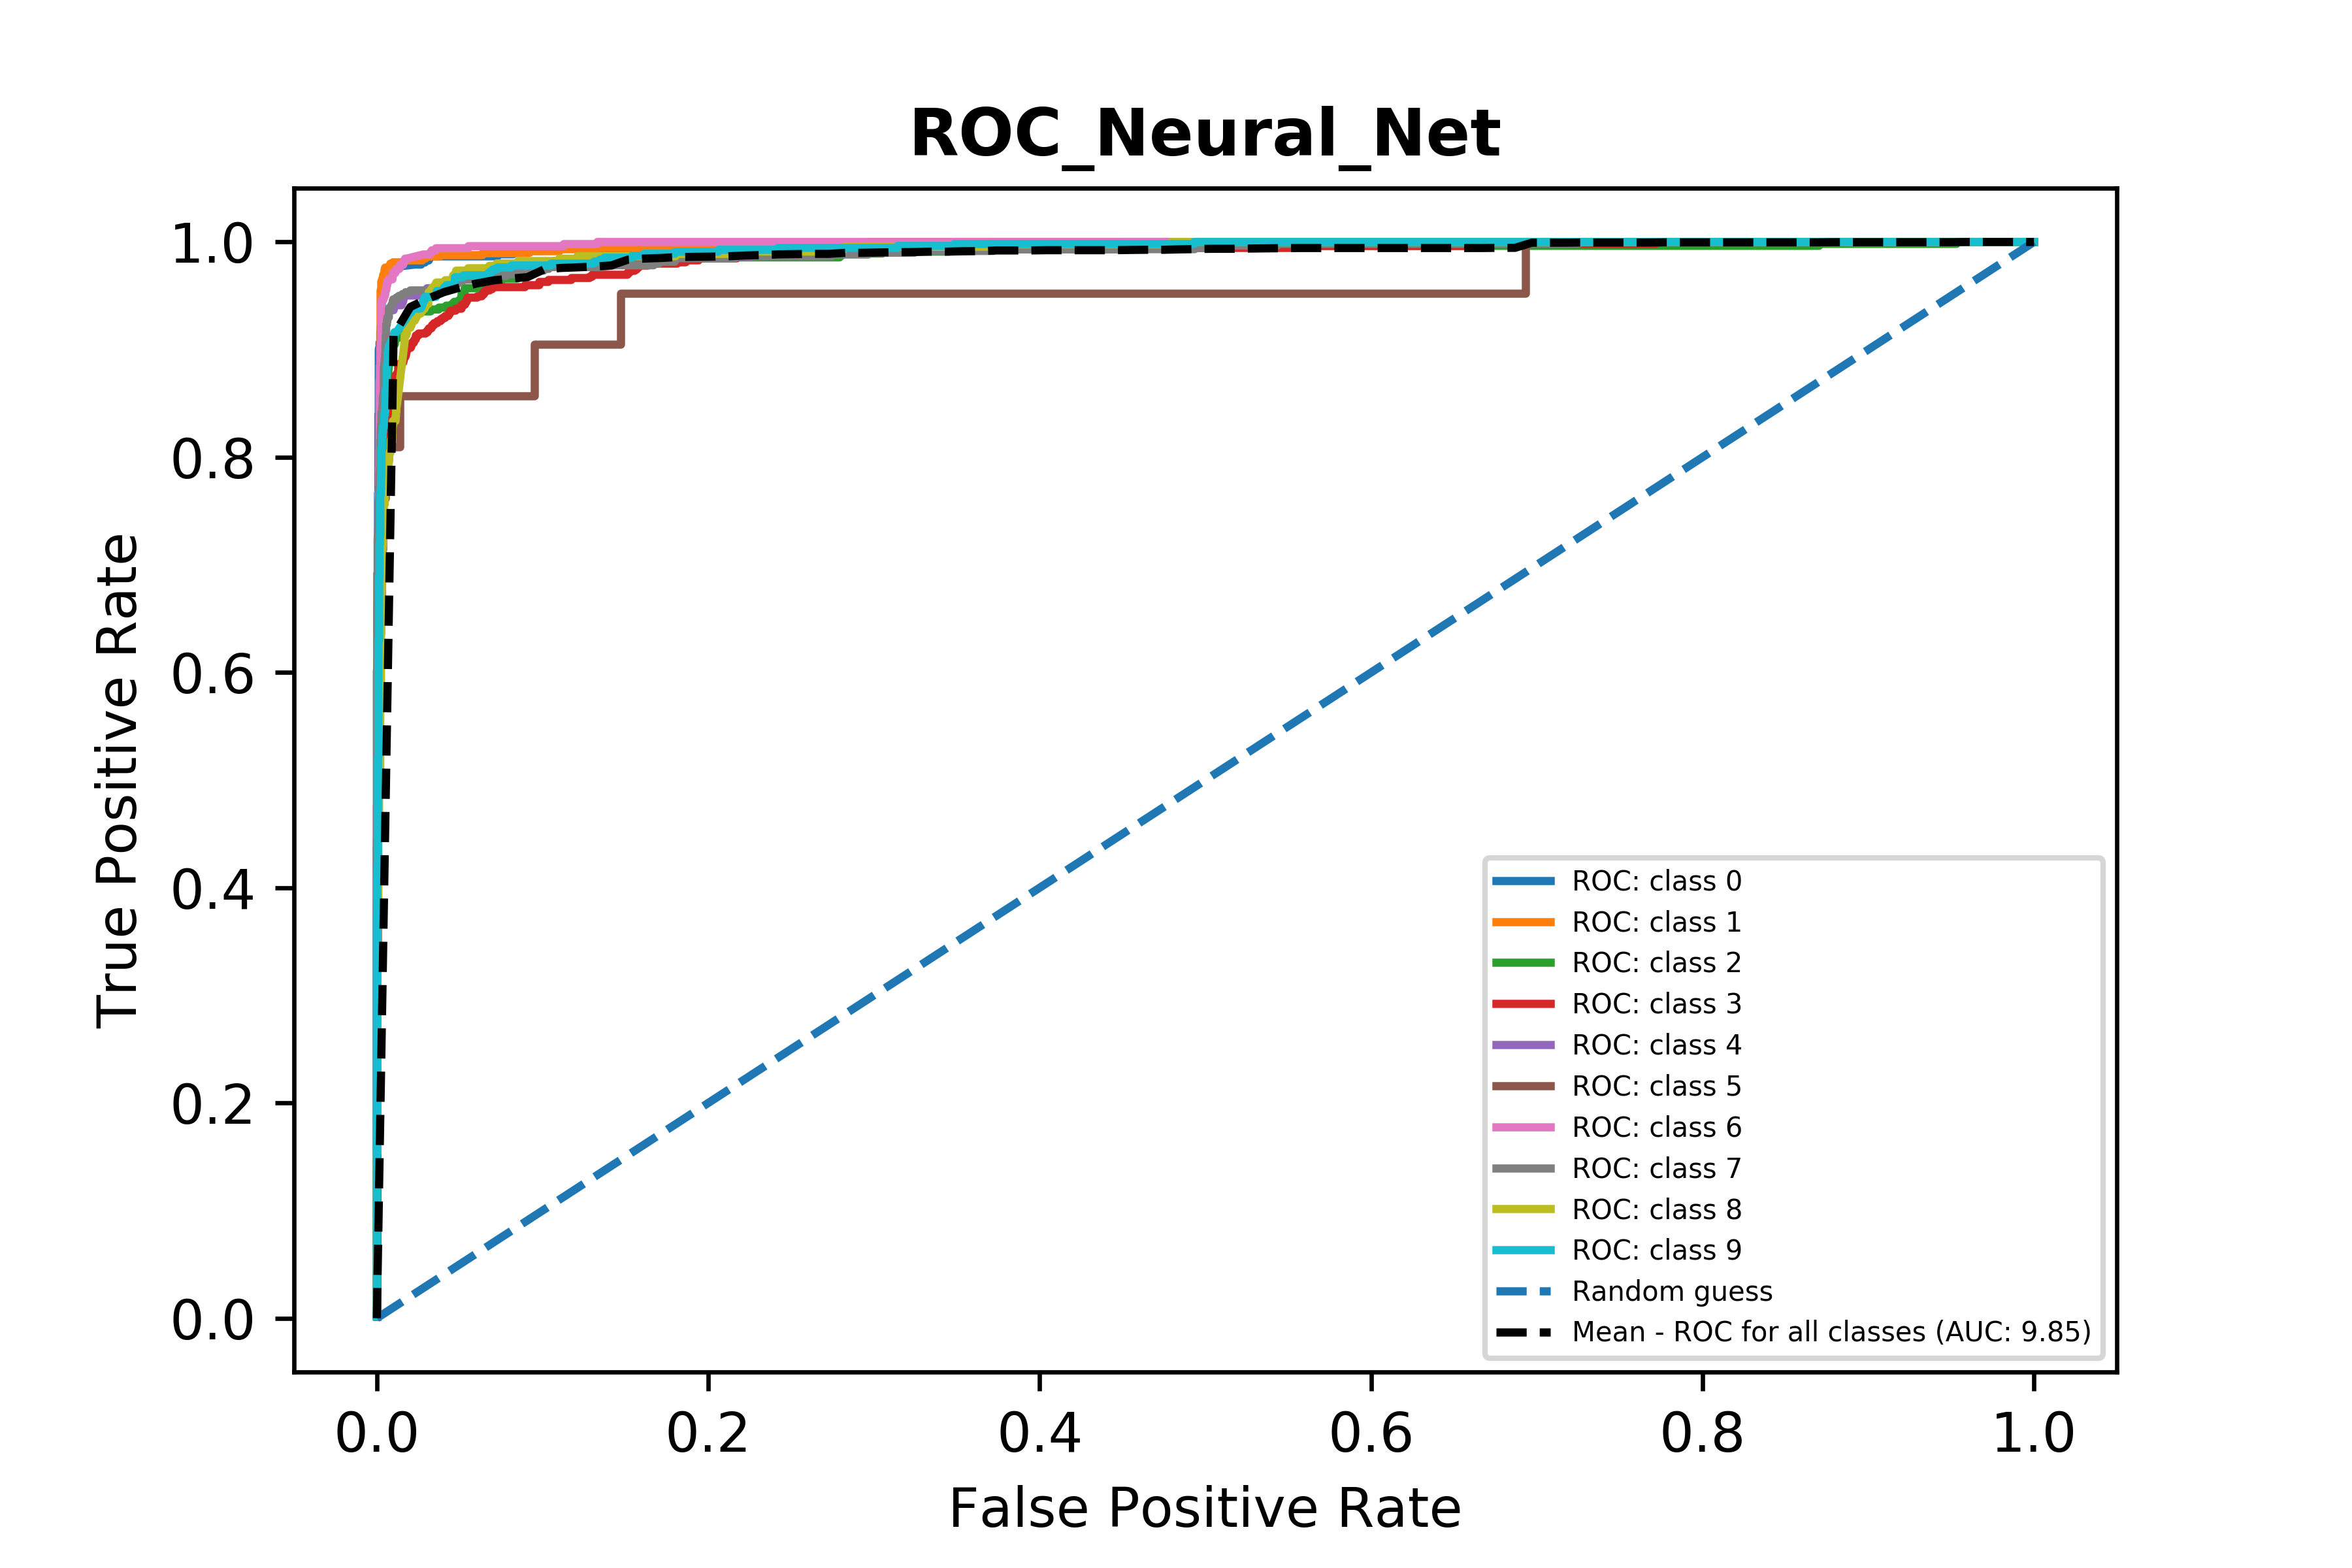 ROC_Neural_Net
1.0
0.8
0.6
0.4
0.2
0.0
True Positive Rate
ROC: class 0
ROC: class 1
ROC: class 2
ROC: class 3
ROC: class 4
ROC: class 5
ROC: class 6
ROC: class 7
ROC: class 8
ROC: class 9
Random guess
Mean - ROC for all classes (AUC: 9.85)
0.0 0.2 0.4 0.6 0.8 1.0
False Positive Rate